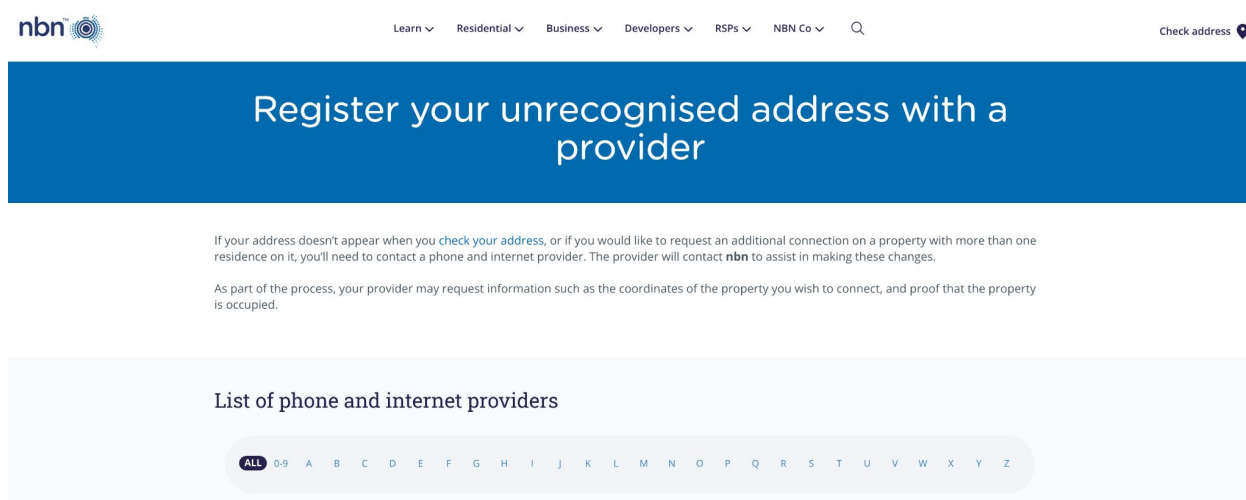 nbn™
Learn Residential Business Developers RSPs NBN Co
Check address
Register your unrecognised address with a
provider
If your address doesn’t appear when you check your address, or if you would like to request an additional connection on a property with more than one
residence on it, you’ll need to contact a phone and internet provider. The provider will contact nbn to assist in making these changes.
As part of the process, your provider may request information such as the coordinates of the property you wish to connect, and proof that the property
is occupied.
List of phone and internet providers
ALL 0-9 A B C D E F G H I J K L M N O P Q R S T U V W X Y Z